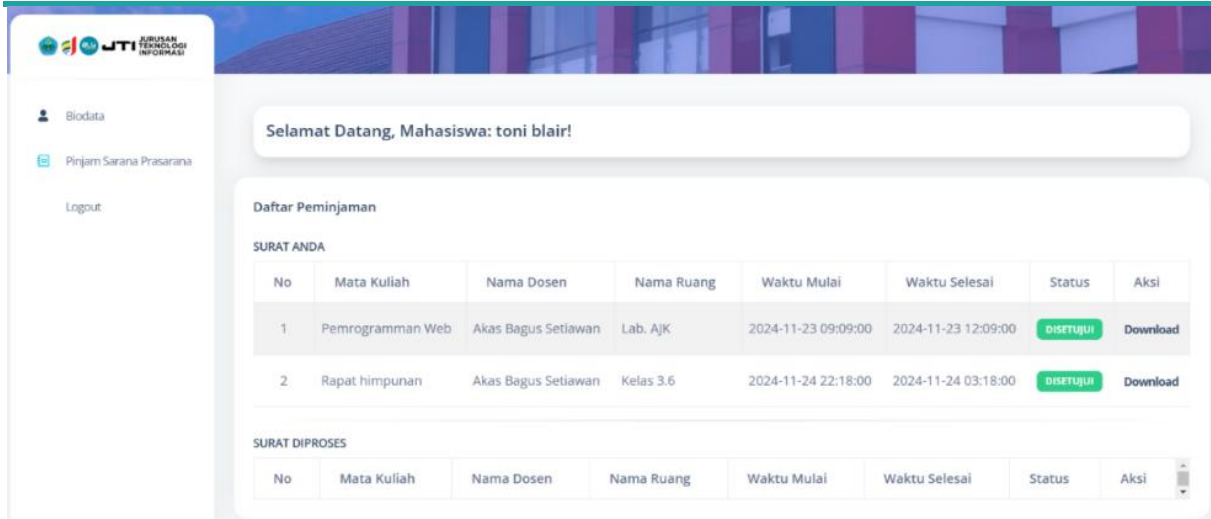 JTI JURUSAN
TEKNOLOGI
INFORMASI
Biodata
Pinjam Sarana Prasarana
Logout
Selamat Datang, Mahasiswa: toni blair!
Daftar Peminjaman
SURAT ANDA
No Mata Kuliah Nama Dosen Nama Ruang Waktu Mulai Waktu Selesai Status Aksi
1 Pemrogramman Web Akas Bagus Setiawan Lab. AJK 2024-11-23 09:09:00 2024-11-23 12:09:00 DISETUJUI Download
2 Rapat himpunan Akas Bagus Setiawan Kelas 3.6 2024-11-24 22:18:00 2024-11-24 03:18:00 DISETUJUI Download
SURAT DIPROSES
No Mata Kuliah Nama Dosen Nama Ruang Waktu Mulai Waktu Selesai Status Aksi